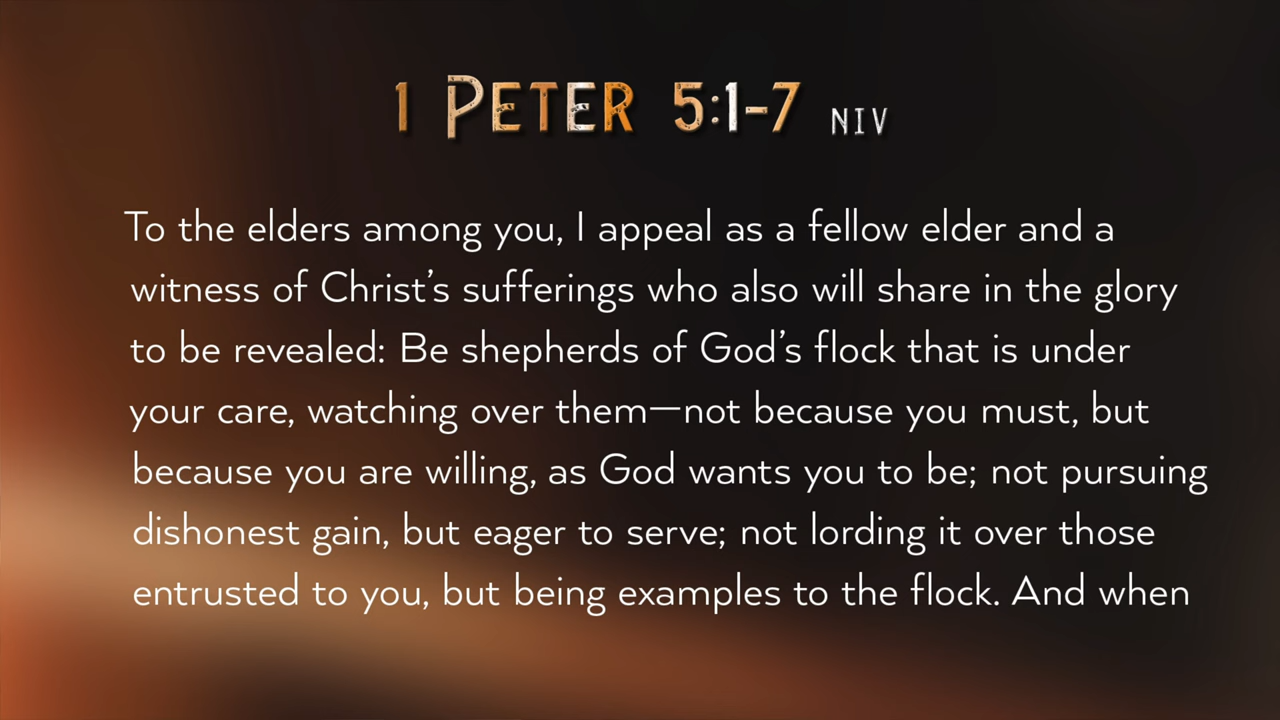 1 PETER 5:1-7 NIV
To the elders among you, I appeal as a fellow elder and a
witness of Christ's sufferings who also will share in the glory
to be revealed: Be shepherds of God's flock that is under
your care, watching over them—not because you must, but
because you are willing, as God wants you to be; not pursuing
dishonest gain, but eager to serve; not lording it over those
entrusted to you, but being examples to the flock. And when